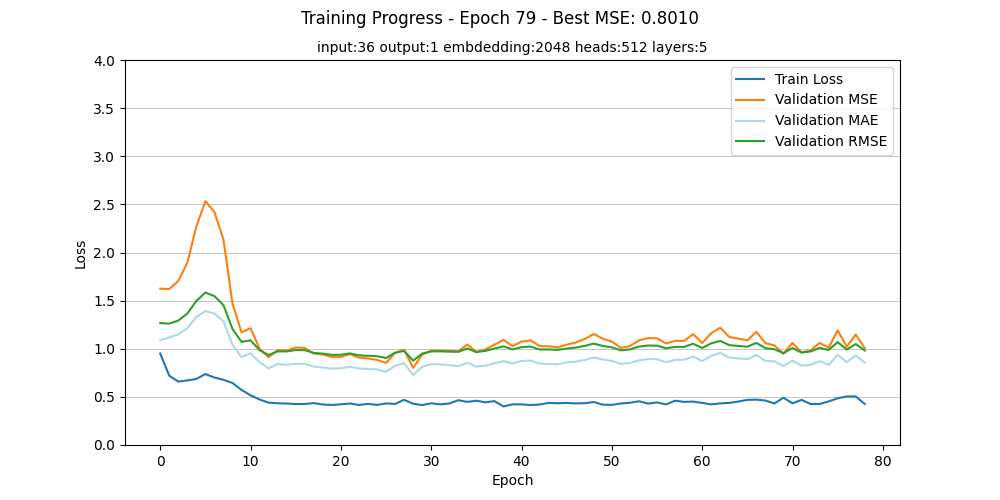 Training Progress - Epoch 79 - Best MSE: 0.8010
input:36 output:1 embdedding:2048 heads:512 layers:5
Train Loss
Validation MSE
Validation MAE
Validation RMSE
4.0
3.5
3.0
2.5
2.0
1.5
1.0
0.5
0.0
Loss
0 10 20 30 40 50 60 70 80
Epoch